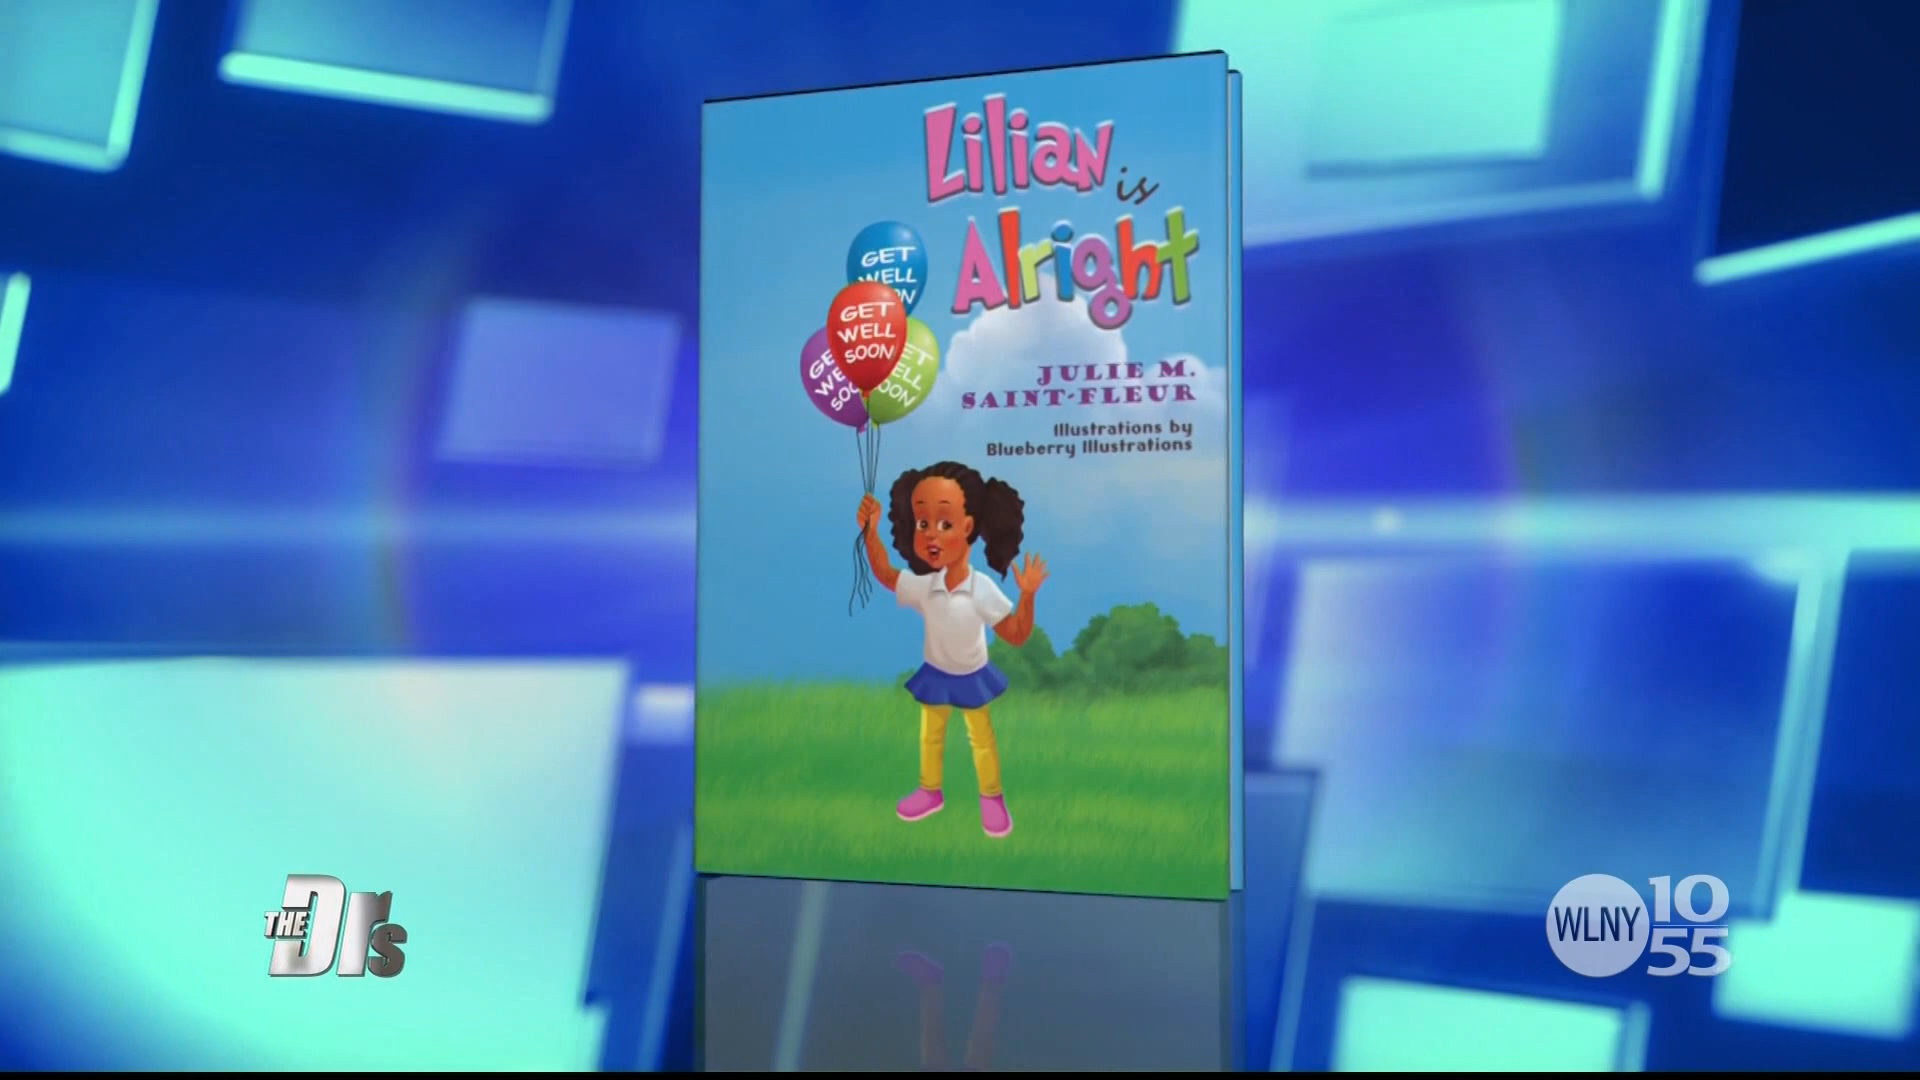 Lilian is
Alright
GET
WELL
GET
WELL
SOON
JULIE M.
SAINT-FLEUR
Illustrations by
Blueberry Illustrations
THE Drs
WLNY 10
55